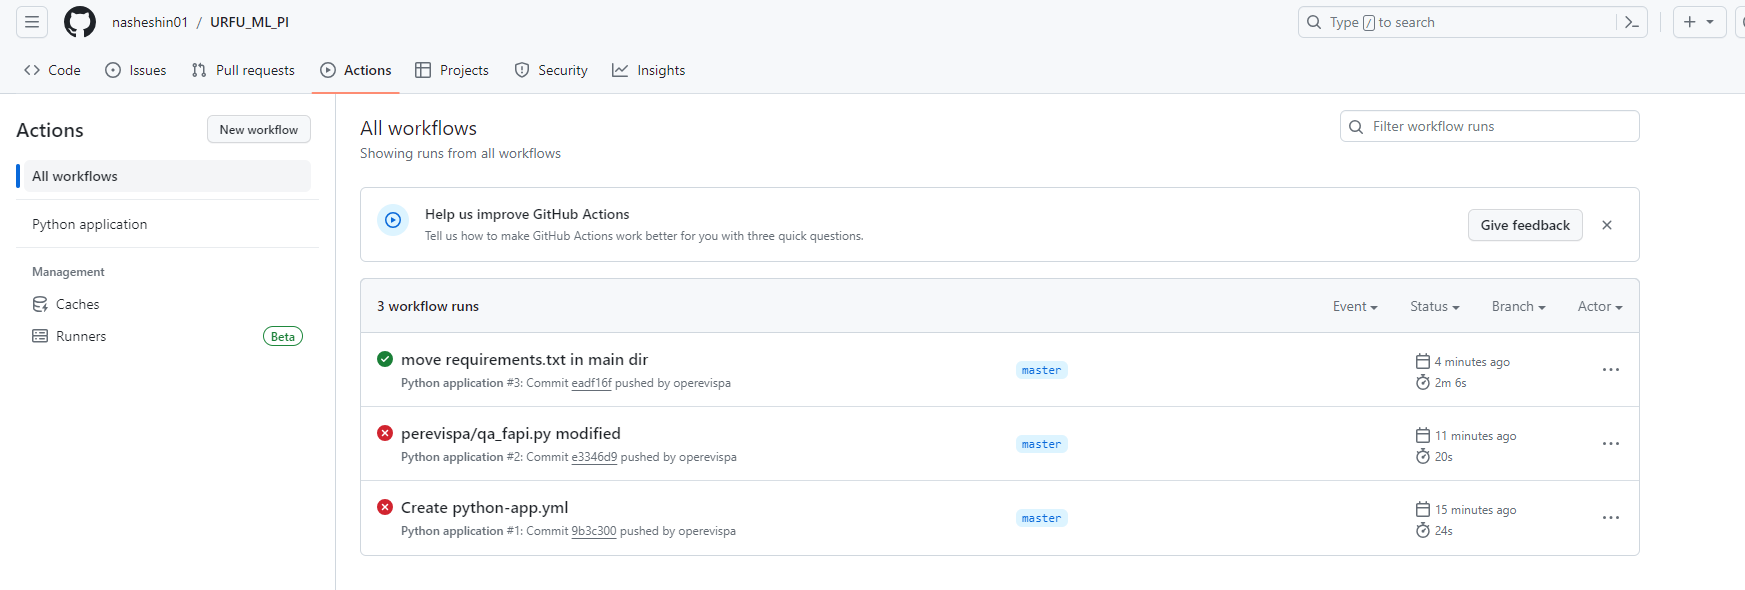 nasheshin01 / URFU_ML_PI
Type / to search
Code Issues Pull requests Actions Projects Security Insights
Actions
New workflow
All workflows
Python application
Management
Caches
Runners Beta
All workflows
Showing runs from all workflows
Filter workflow runs
Help us improve GitHub Actions
Tell us how to make GitHub Actions work better for you with three quick questions.
Give feedback
3 workflow runs
Event Status Branch Actor
move requirements.txt in main dir
Python application #3: Commit eadf16f pushed by operevispa
master
4 minutes ago
2m 6s
perevispa/qa_fapi.py modified
Python application #2: Commit e3346d9 pushed by operevispa
master
11 minutes ago
20s
Create python-app.yml
Python application #1: Commit 9b3c300 pushed by operevispa
master
15 minutes ago
24s